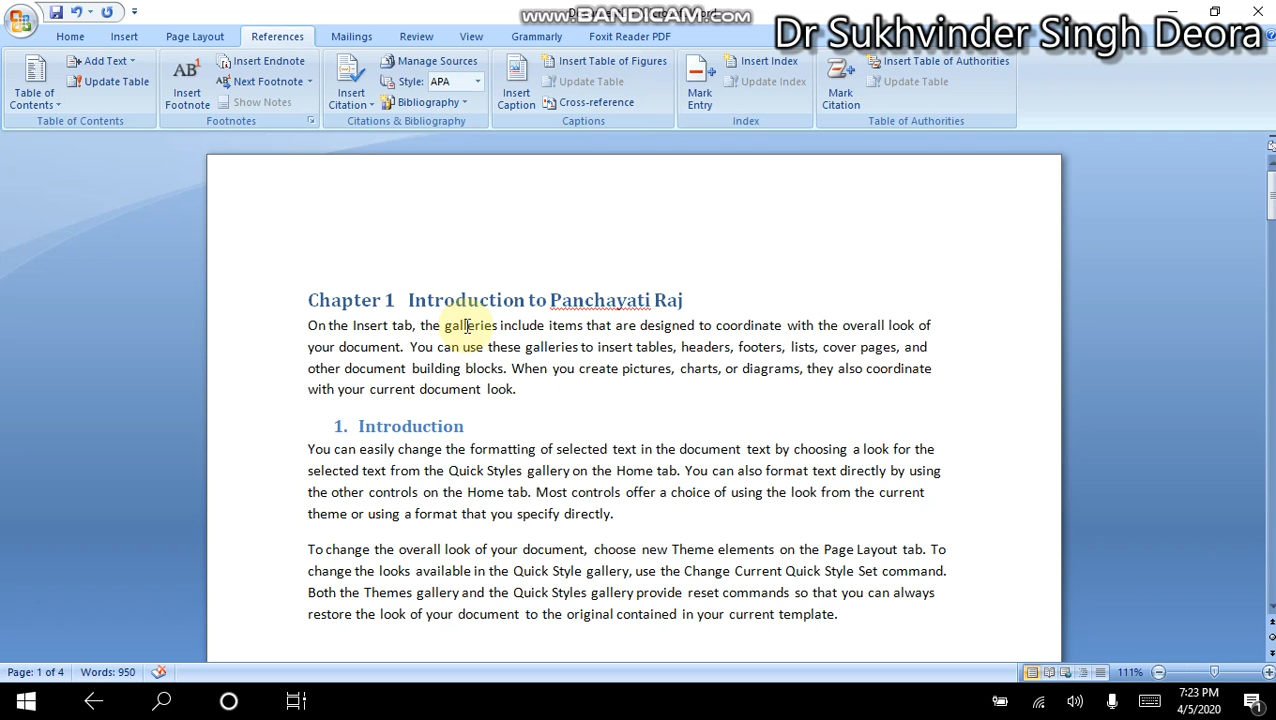 www.BANDICAM.com
Dr Sukhvinder Singh Deora
Home Insert Page Layout References Mailings Review View Grammarly Foxit Reader PDF
Table of Contents
Add Text
Update Table
Table of Contents
AB1 Insert Footnote
Insert Endnote
Next Footnote
Show Notes
Footnotes
Insert Citation
Manage Sources
Style: APA
Bibliography
Citations & Bibliography
Insert Caption
Insert Table of Figures
Update Table
Cross-reference
Captions
Mark Entry
Insert Index
Update Index
Index
Mark Citation
Insert Table of Authorities
Update Table
Table of Authorities
Chapter 1 Introduction to Panchayati Raj
On the Insert tab, the galleries include items that are designed to coordinate with the overall look of
your document. You can use these galleries to insert tables, headers, footers, lists, cover pages, and
other document building blocks. When you create pictures, charts, or diagrams, they also coordinate
with your current document look.
1. Introduction
You can easily change the formatting of selected text in the document text by choosing a look for the
selected text from the Quick Styles gallery on the Home tab. You can also format text directly by using
the other controls on the Home tab. Most controls offer a choice of using the look from the current
theme or using a format that you specify directly.
To change the overall look of your document, choose new Theme elements on the Page Layout tab. To
change the looks available in the Quick Style gallery, use the Change Current Quick Style Set command.
Both the Themes gallery and the Quick Styles gallery provide reset commands so that you can always
restore the look of your document to the original contained in your current template.
Page: 1 of 4 Words: 950 111%
7:23 PM
4/5/2020